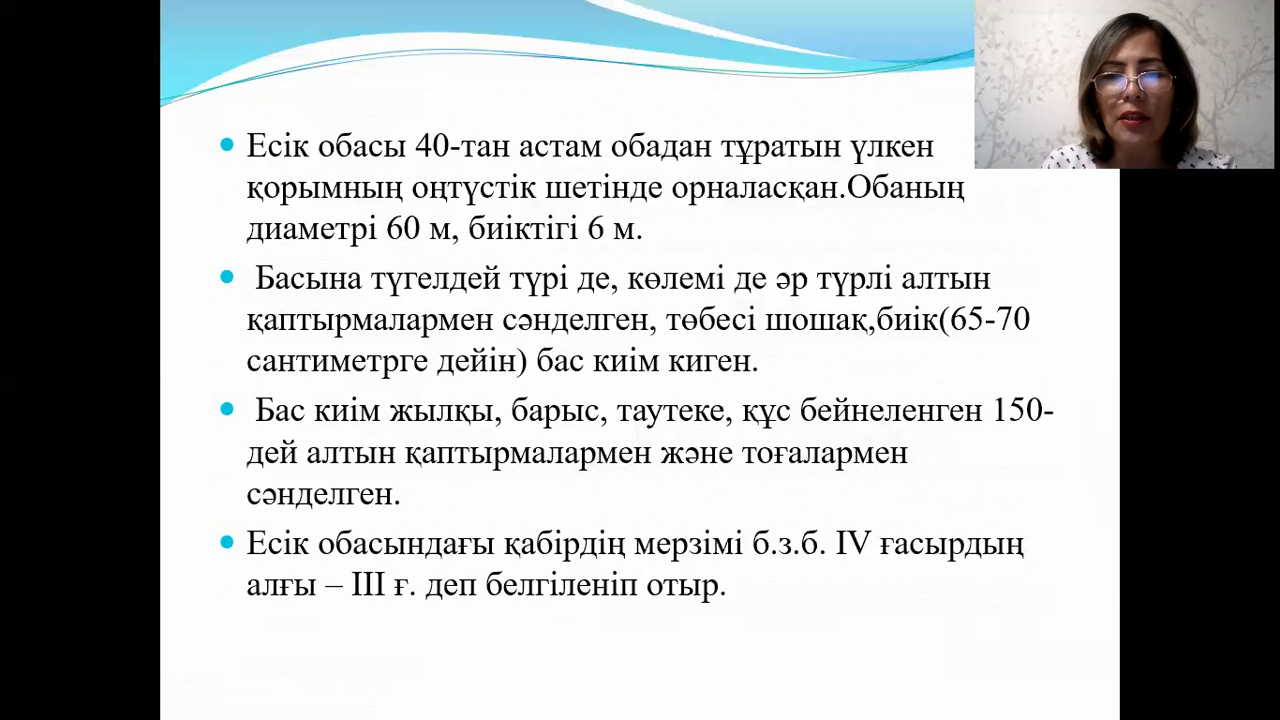 Есік обасы 40-тан астам обадан тұратын үлкен
қорымның оңтүстік шетінде орналасқан.Обаның
диаметрі 60 м, биіктігі 6 м.
Басына түгелдей түрі де, көлемі де әр түрлі алтын
қаптырмалармен сәнделген, төбесі шошақ,биік(65-70
сантиметрге дейін) бас киім киген.
Бас киім жылқы, барыс, таутеке, құс бейнеленген 150-
дей алтын қаптырмалармен және тоғалармен
сәнделген.
Есік обасындағы қабірдің мерзімі б.з.б. IV ғасырдың
алғы – III ғ. деп белгіленіп отыр.